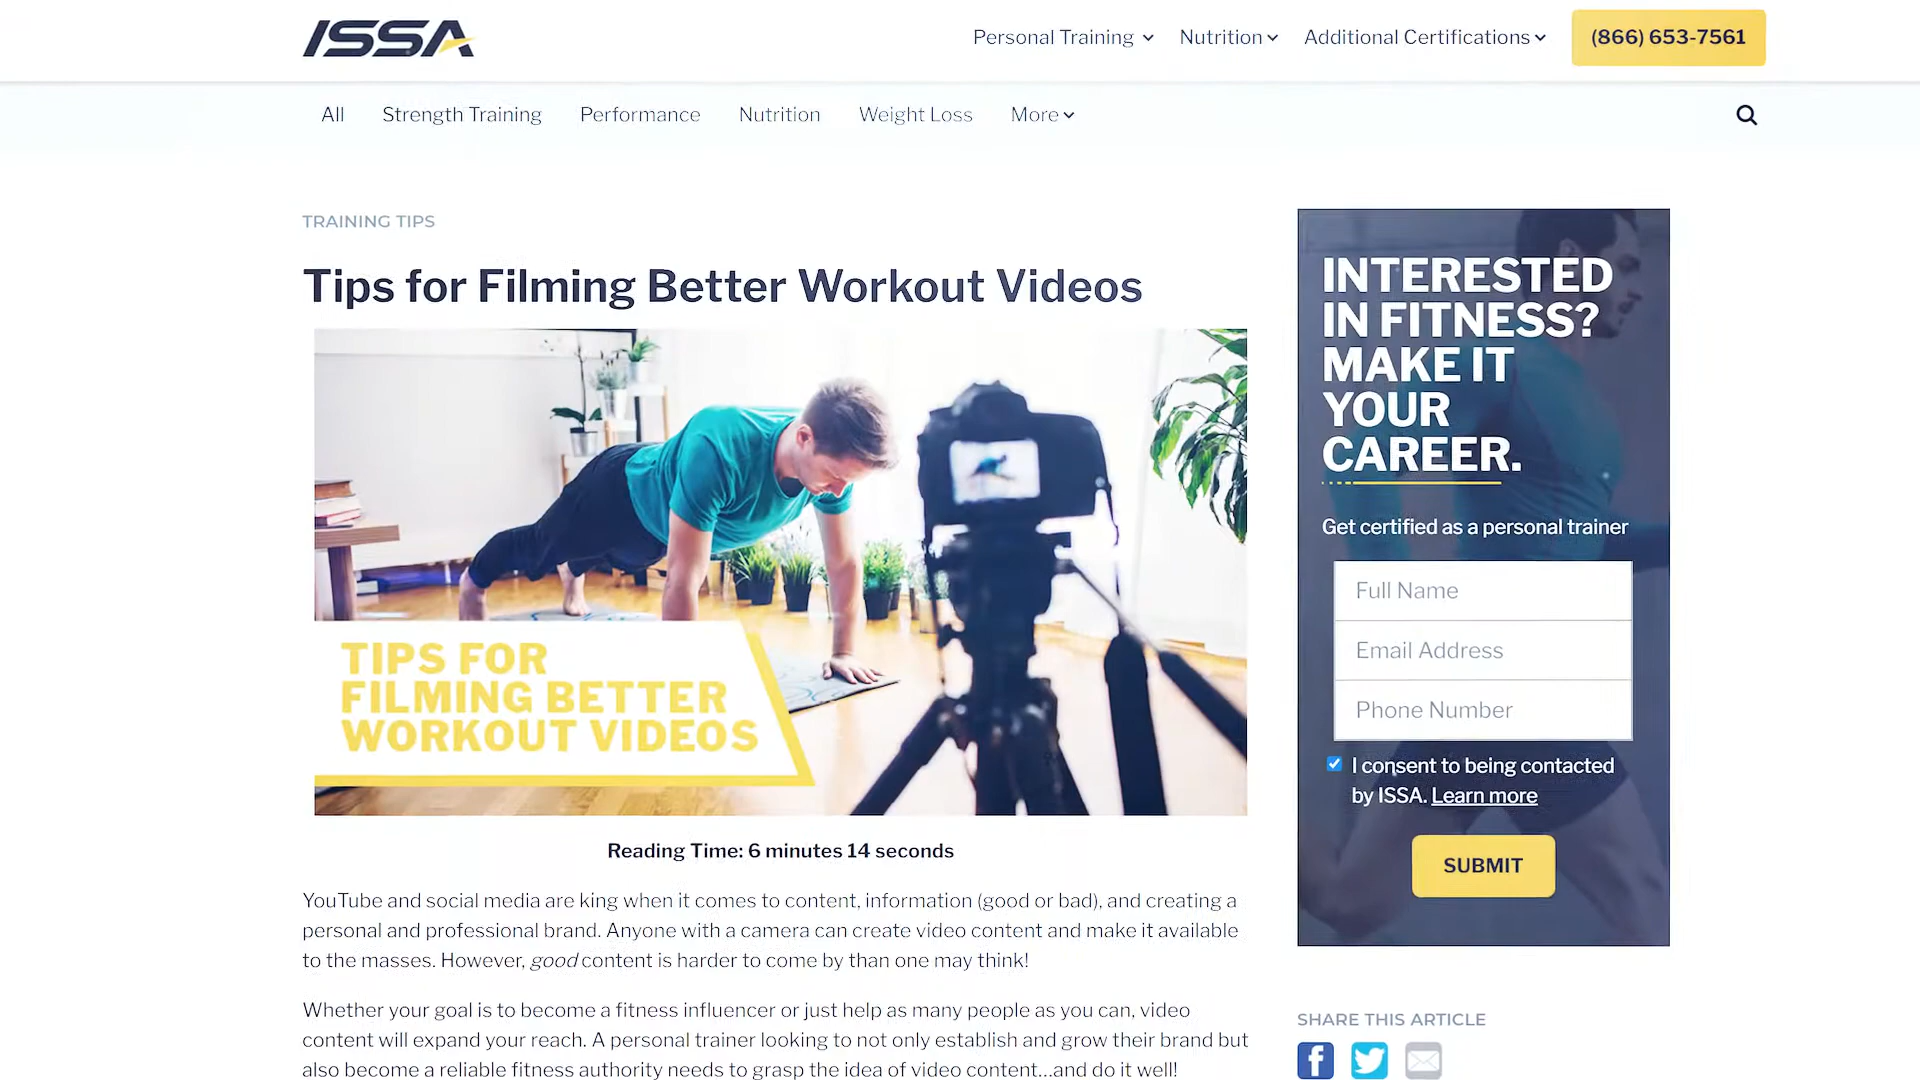 ISSA
Personal Training
Nutrition
Additional Certifications
(866) 653-7561
All
Strength Training
Performance
Nutrition
Weight Loss
More
TRAINING TIPS
Tips for Filming Better Workout Videos
TIPS FOR
FILMING BETTER
WORKOUT VIDEOS
Reading Time: 6 minutes 14 seconds
YouTube and social media are king when it comes to content, information (good or bad), and creating a
personal and professional brand. Anyone with a camera can create video content and make it available
to the masses. However, good content is harder to come by than one may think!
Whether your goal is to become a fitness influencer or just help as many people as you can, video
content will expand your reach. A personal trainer looking to not only establish and grow their brand but
also become a reliable fitness authority needs to grasp the idea of video content...and do it well!
INTERESTED
IN FITNESS?
MAKE IT
YOUR
CAREER.
Get certified as a personal trainer
Full Name
Email Address
Phone Number
I consent to being contacted
by ISSA. Learn more
SUBMIT
SHARE THIS ARTICLE